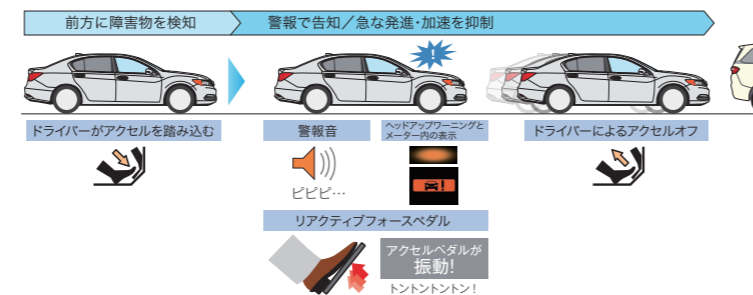 前方に障害物を検知
警報で告知／急な発進・加速を抑制
!
ドライバーがアクセルを踏み込む
警報音
ヘッドアップワーニングと
メーター内の表示
ドライバーによるアクセルオフ
ピピピ…
!
リアクティブフォースペダル
アクセルペダルが
振動!
トントントントン！